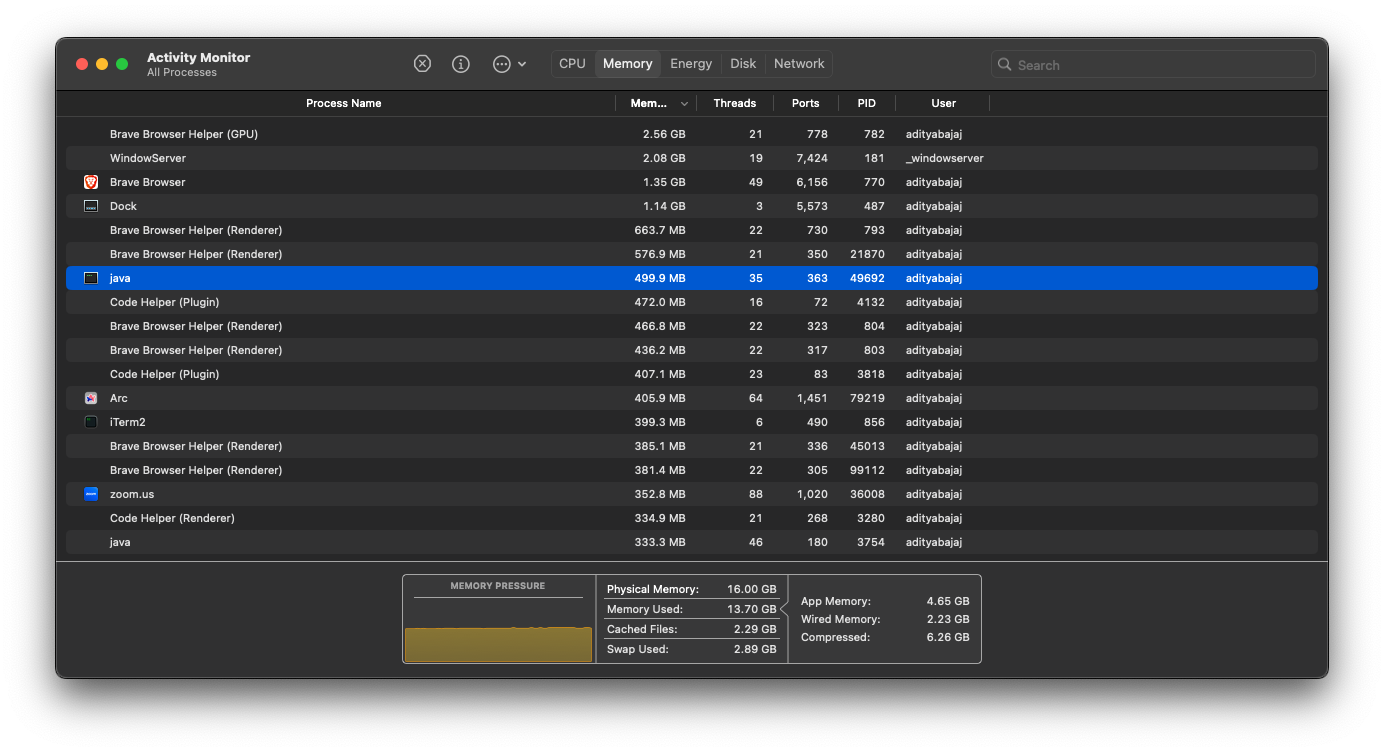 Activity Monitor
All Processes
CPU Memory Energy Disk Network
Search
Process Name Mem... Threads Ports PID User
Brave Browser Helper (GPU) 2.56 GB 21 778 782 adityabajaj
WindowServer 2.08 GB 19 7,424 181 _windowserver
Brave Browser 1.35 GB 49 6,156 770 adityabajaj
Dock 1.14 GB 3 5,573 487 adityabajaj
Brave Browser Helper (Renderer) 663.7 MB 22 730 793 adityabajaj
Brave Browser Helper (Renderer) 576.9 MB 21 350 21870 adityabajaj
java 499.9 MB 35 363 49692 adityabajaj
Code Helper (Plugin) 472.0 MB 16 72 4132 adityabajaj
Brave Browser Helper (Renderer) 466.8 MB 22 323 804 adityabajaj
Brave Browser Helper (Renderer) 436.2 MB 22 317 803 adityabajaj
Code Helper (Plugin) 407.1 MB 23 83 3818 adityabajaj
Arc 405.9 MB 64 1,451 79219 adityabajaj
iTerm2 399.3 MB 6 490 856 adityabajaj
Brave Browser Helper (Renderer) 385.1 MB 21 336 45013 adityabajaj
Brave Browser Helper (Renderer) 381.4 MB 22 305 99112 adityabajaj
zoom.us 352.8 MB 88 1,020 36008 adityabajaj
Code Helper (Renderer) 334.9 MB 21 268 3280 adityabajaj
java 333.3 MB 46 180 3754 adityabajaj
MEMORY PRESSURE
Physical Memory: 16.00 GB
Memory Used: 13.70 GB
Cached Files: 2.29 GB
Swap Used: 2.89 GB
App Memory: 4.65 GB
Wired Memory: 2.23 GB
Compressed: 6.26 GB